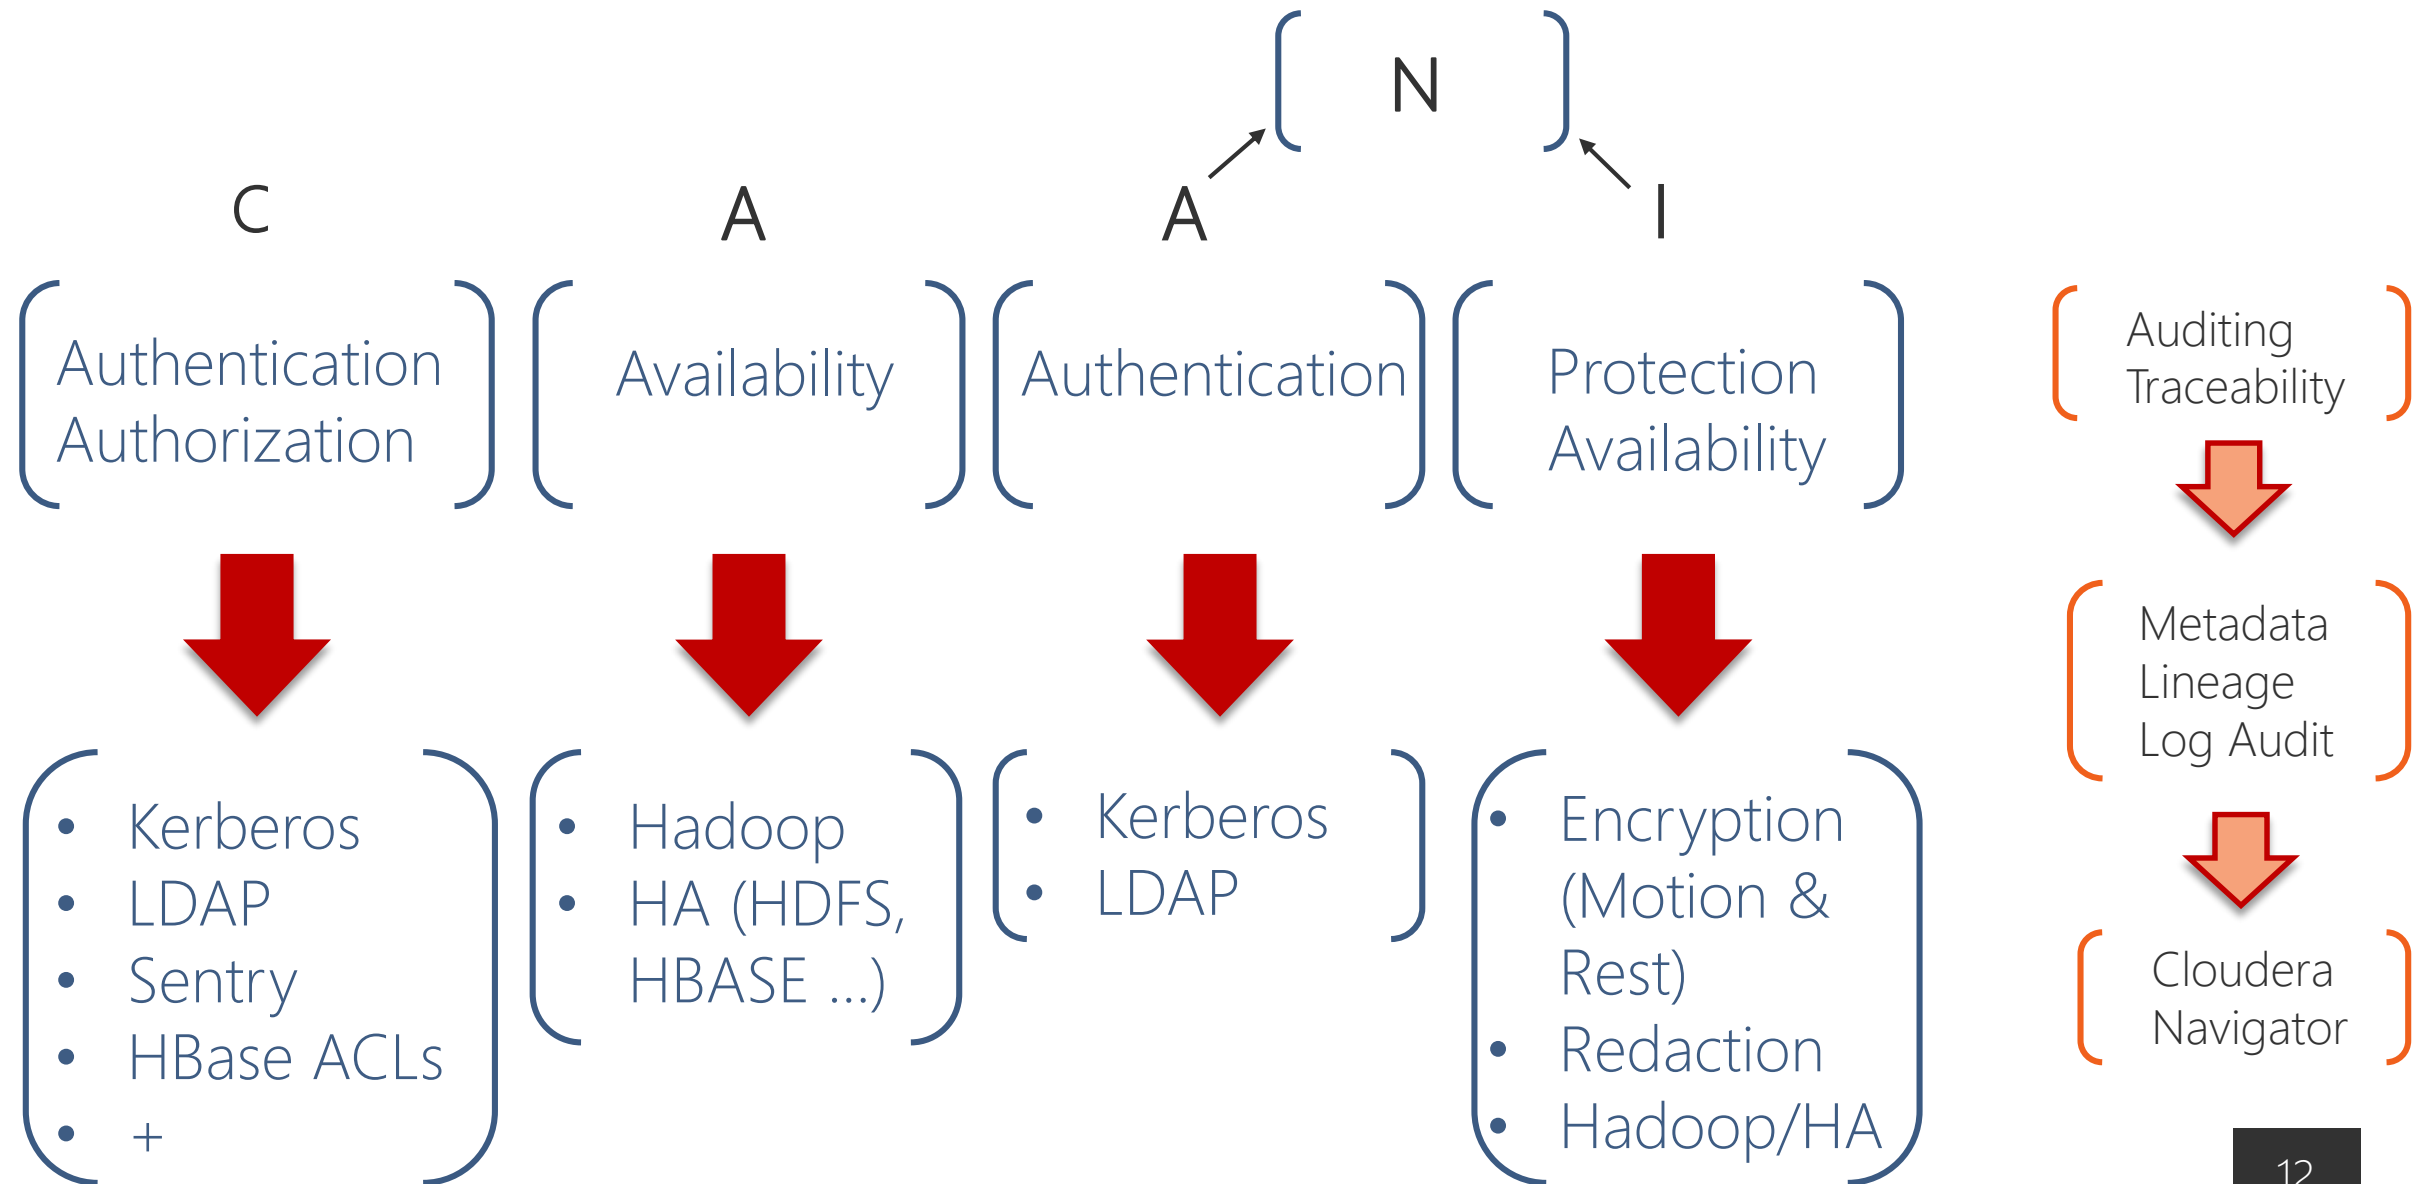 N
C
A
A
I
Authentication
Authorization
Availability
Authentication
Protection
Availability
Auditing
Traceability
• Kerberos
• LDAP
• Sentry
• HBase ACLs
• +
• Hadoop
• HA (HDFS,
HBASE ...)
• Kerberos
• LDAP
• Encryption
(Motion &
Rest)
• Redaction
• Hadoop/HA
Metadata
Lineage
Log Audit
Cloudera
Navigator
12